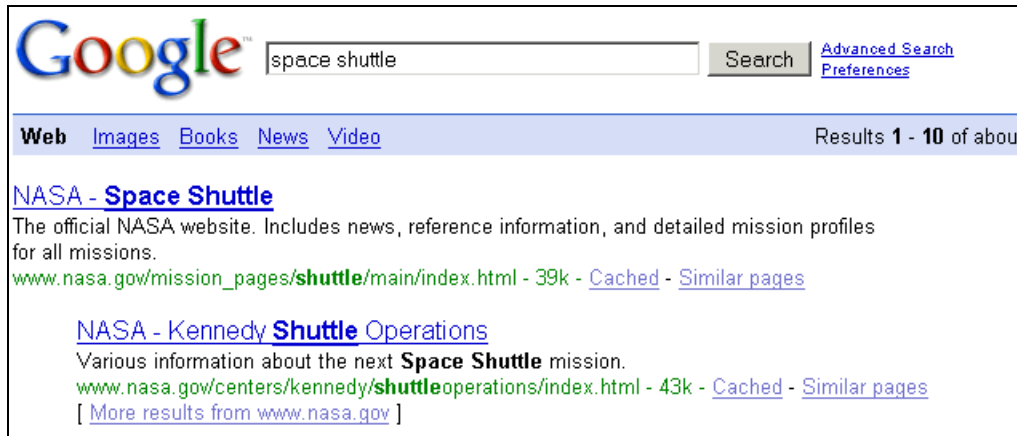 Google™ space shuttle Search Advanced Search
Preferences
Web Images Books News Video Results 1 - 10 of abou
NASA - Space Shuttle
The official NASA website. Includes news, reference information, and detailed mission profiles
for all missions.
www.nasa.gov/mission_pages/shuttle/main/index.html - 39k - Cached - Similar pages
NASA - Kennedy Shuttle Operations
Various information about the next Space Shuttle mission.
www.nasa.gov/centers/kennedy/shuttleoperations/index.html - 43k - Cached - Similar pages
[ More results from www.nasa.gov ]